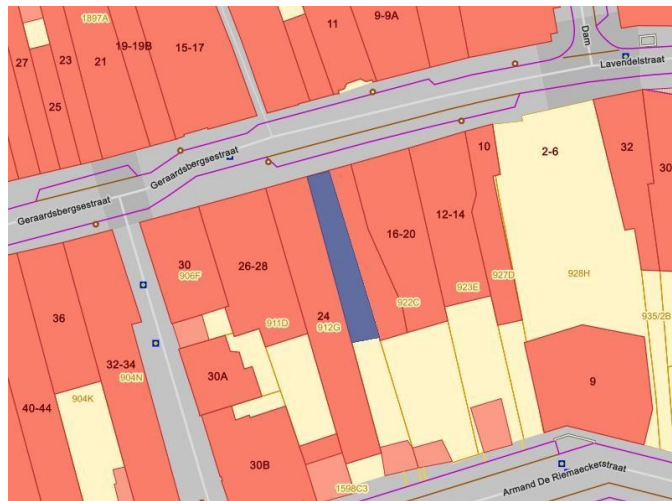 1897A
11
9-9A
27
23
21
19-19B
15-17
25
Dam
Lavendelstraat
Geraardsbergsestraat
Geraardsbergsestraat
10
2-6
32
30
30
906F
26-28
16-20
12-14
36
911D
24
912G
922C
923E
927D
928H
935/2B
32-34
904N
30A
9
40-44
904K
30B
1598C3
Armand De Riemaeckerstraat